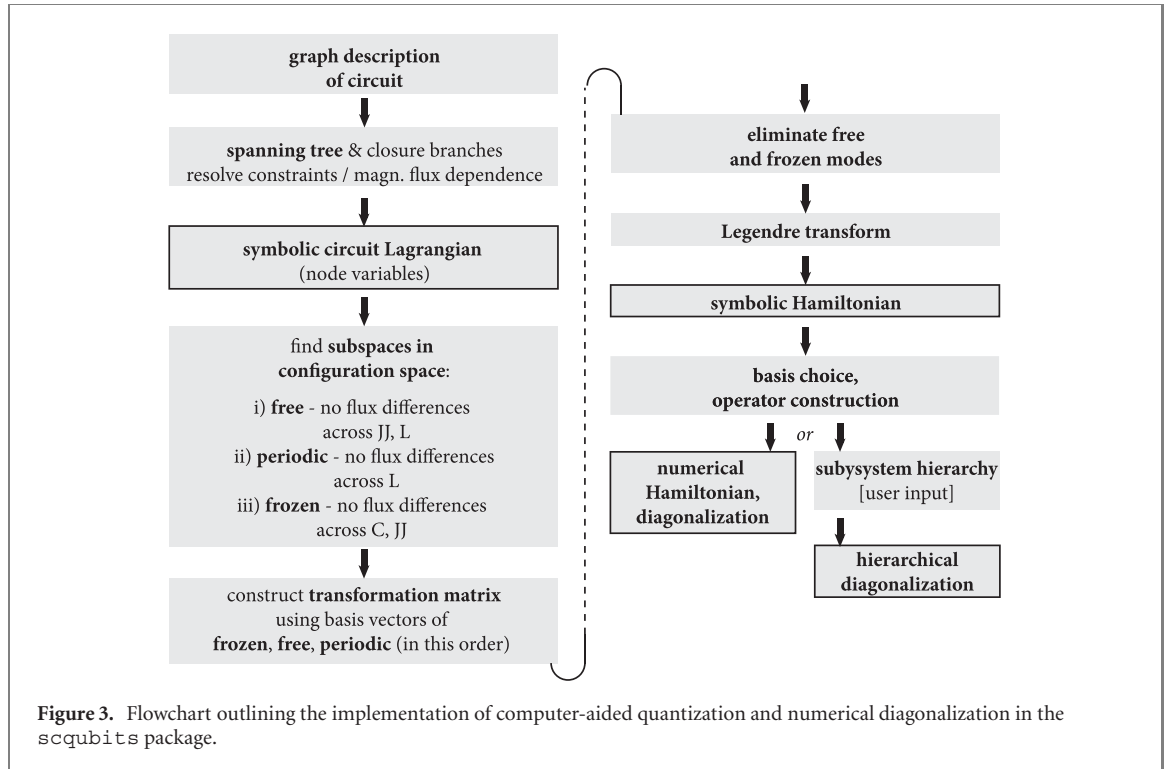 graph description
of circuit
spanning tree & closure branches
resolve constraints / magn. flux dependence
symbolic circuit Lagrangian
(node variables)
find subspaces in
configuration space:
i) free - no flux differences
across JJ, L
ii) periodic - no flux differences
across L
iii) frozen - no flux differences
across C, JJ
construct transformation matrix
using basis vectors of
frozen, free, periodic (in this order)
eliminate free
and frozen modes
Legendre transform
symbolic Hamiltonian
basis choice,
operator construction
or
numerical
Hamiltonian,
diagonalization
subysystem hierarchy
[user input]
hierarchical
diagonalization
Figure 3. Flowchart outlining the implementation of computer-aided quantization and numerical diagonalization in the
scqubits package.